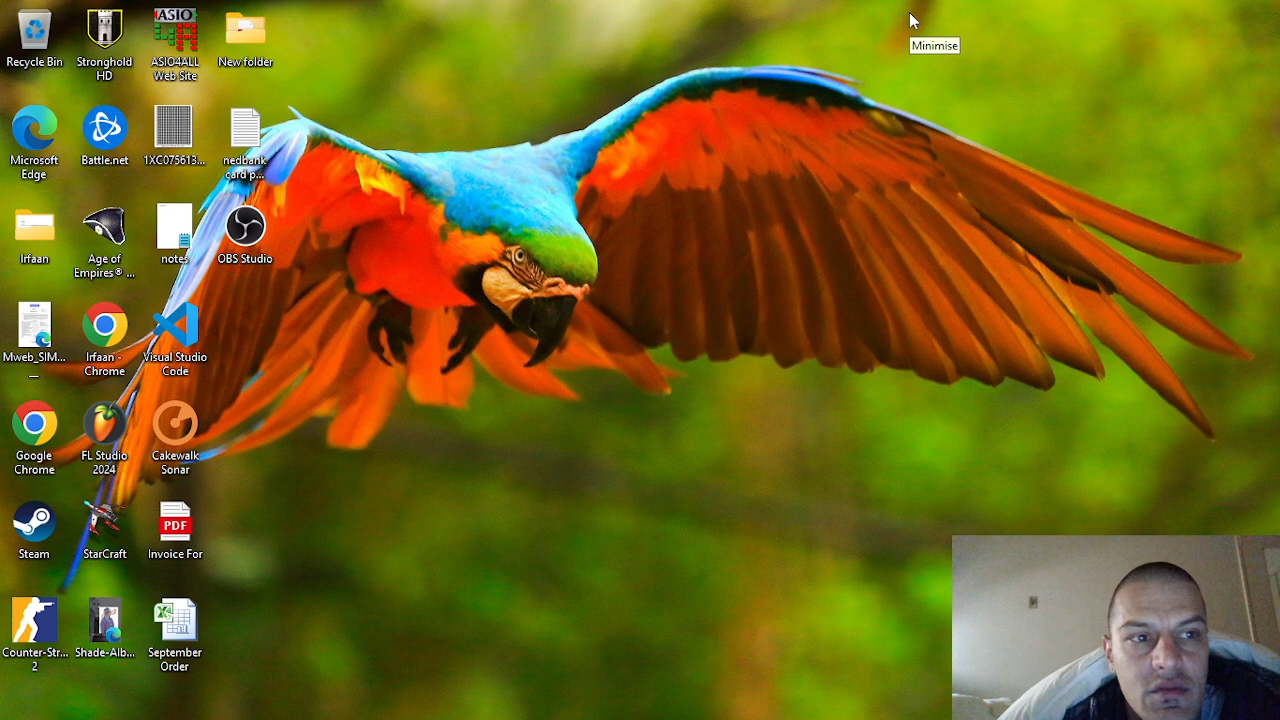 Minimise
Recycle Bin
Stronghold
HD
ASIO
ASIO4ALL
Web Site
New folder
Microsoft
Edge
Battle.net
1XC075613...
nedbank
card p...
Irfaan
Age of
Empires® ...
notes
OBS Studio
Mweb_SIM...
Irfaan -
Chrome
Visual Studio
Code
Google
Chrome
FL Studio
2024
Cakewalk
Sonar
Steam
StarCraft
PDF
Invoice For
Counter-Str...
2
Shade-Alb...
September
Order